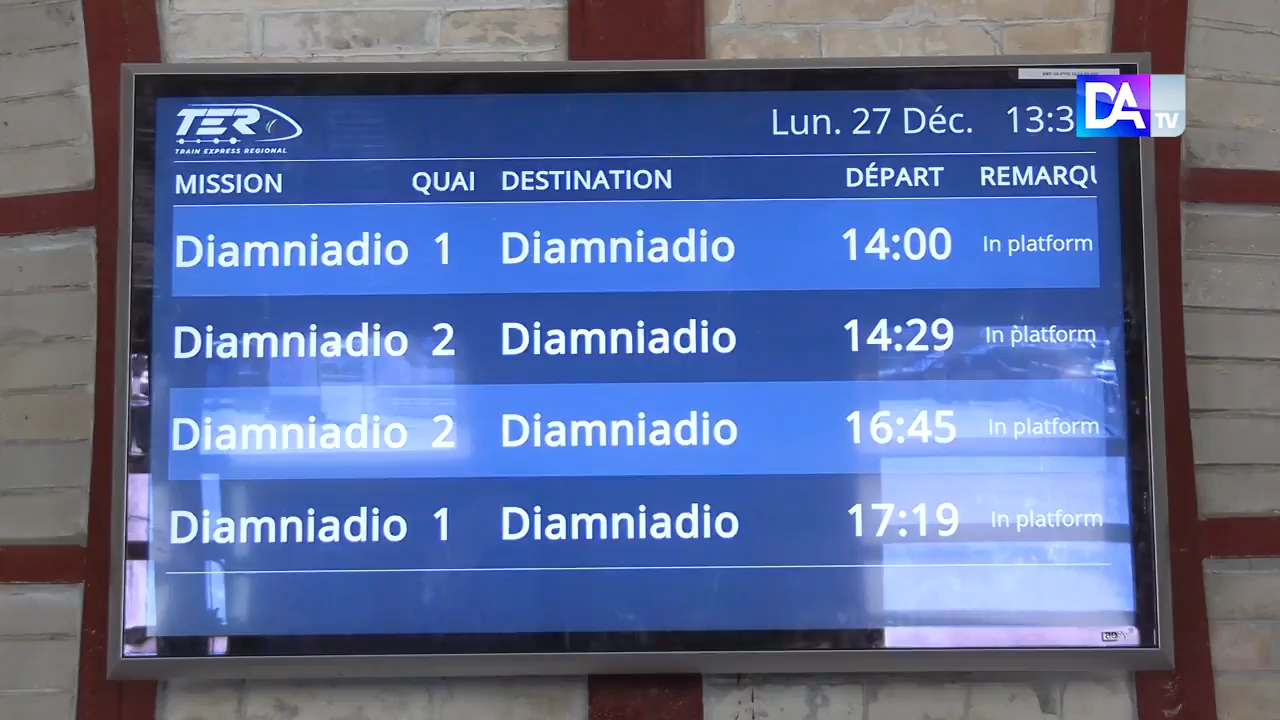 TER
TRAIN EXPRESS REGIONAL
Lun. 27 Déc. 13:3
DA TV
MISSION QUAI DESTINATION DÉPART REMARQU
Diamniadio 1 Diamniadio 14:00 In platform
Diamniadio 2 Diamniadio 14:29 In platform
Diamniadio 2 Diamniadio 16:45 In platform
Diamniadio 1 Diamniadio 17:19 In platform